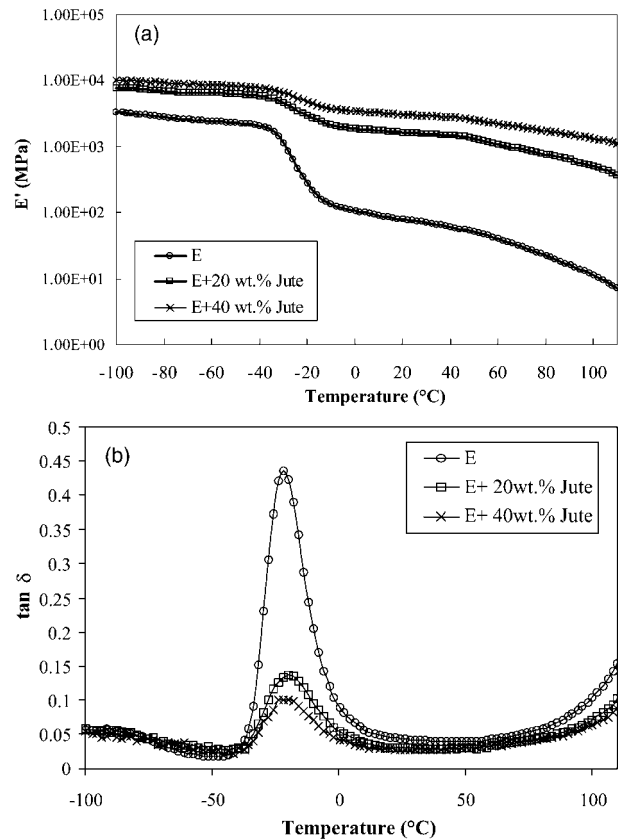 (a)
1.00E+05
1.00E+04
1.00E+03
1.00E+02
1.00E+01
1.00E+00
E' (MPa)
E
E+20 wt.% Jute
E+40 wt.% Jute
-100 -80 -60 -40 -20 0 20 40 60 80 100
Temperature (°C)
(b)
0.5
0.45
0.4
0.35
0.3
0.25
0.2
0.15
0.1
0.05
0
tan δ
E
E+ 20wt.% Jute
E+ 40wt.% Jute
-100 -50 0 50 100
Temperature (°C)